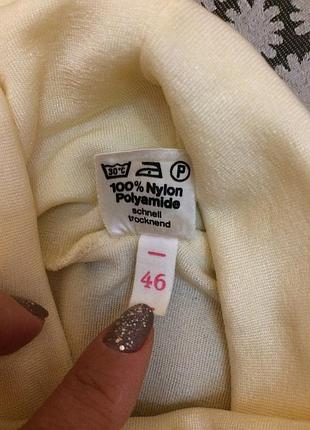 30°C P
100% Nylon
Polyamide
schnell
trocknend
46